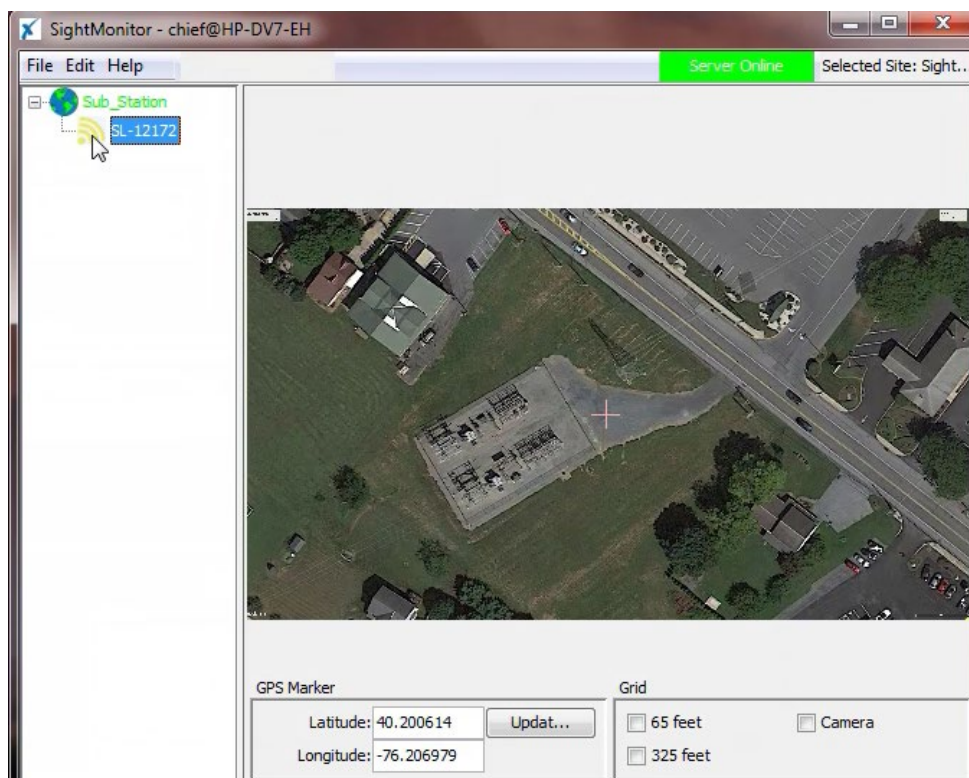 SightMonitor - chief@HP-DV7-EH
File Edit Help
Server Online
Selected Site: Sight...
Sub_Station
SL-12172
GPS Marker
Latitude: 40.200614 Updat...
Longitude: -76.206979
Grid
65 feet
Camera
325 feet